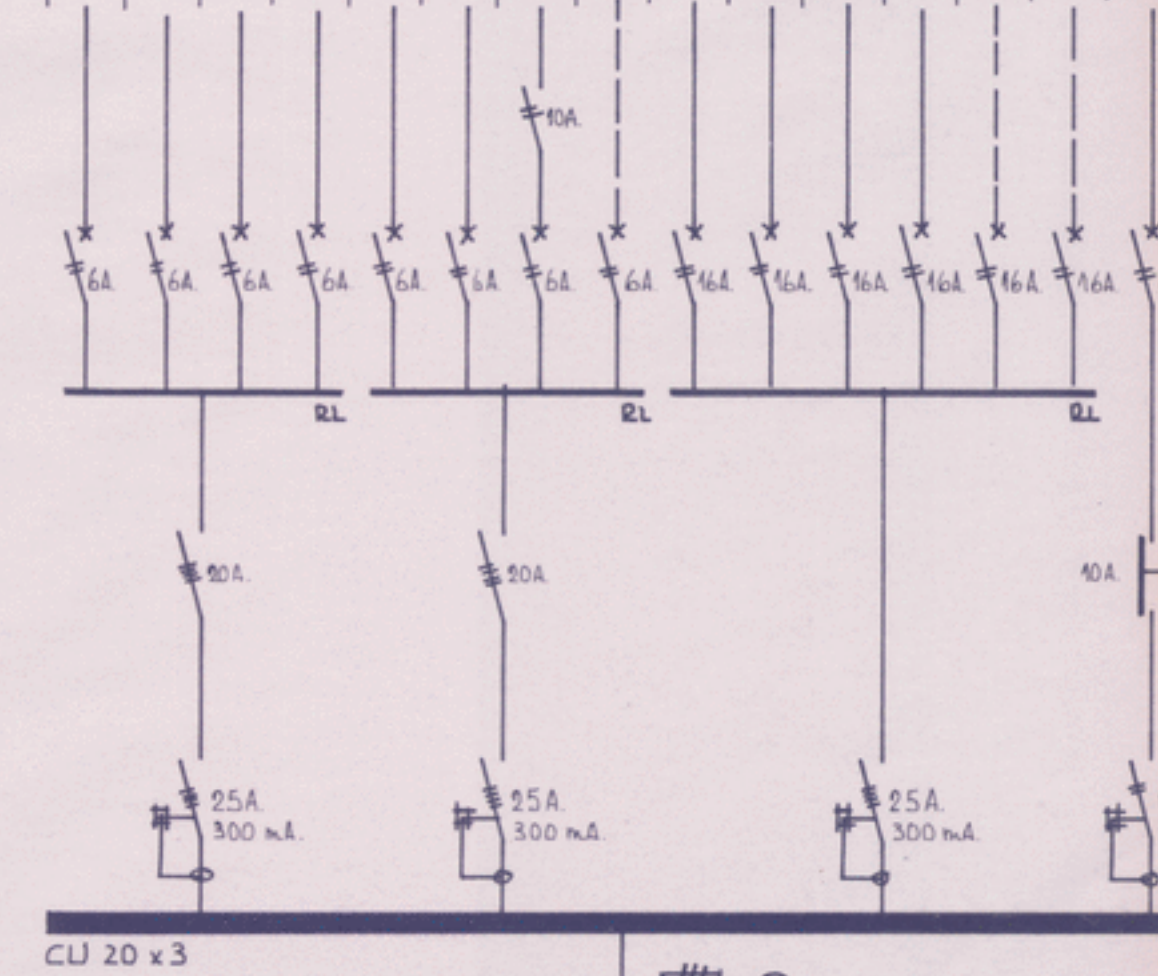 10A.
6A. 6A. 6A. 6A. 6A. 6A. 6A. 6A. 16A. 16A. 16A. 16A. 16A. 16A.
RL RL RL
20A. 20A. 10A.
25A. 25A. 25A.
300 mA. 300 mA. 300 mA.
CU 20 x 3